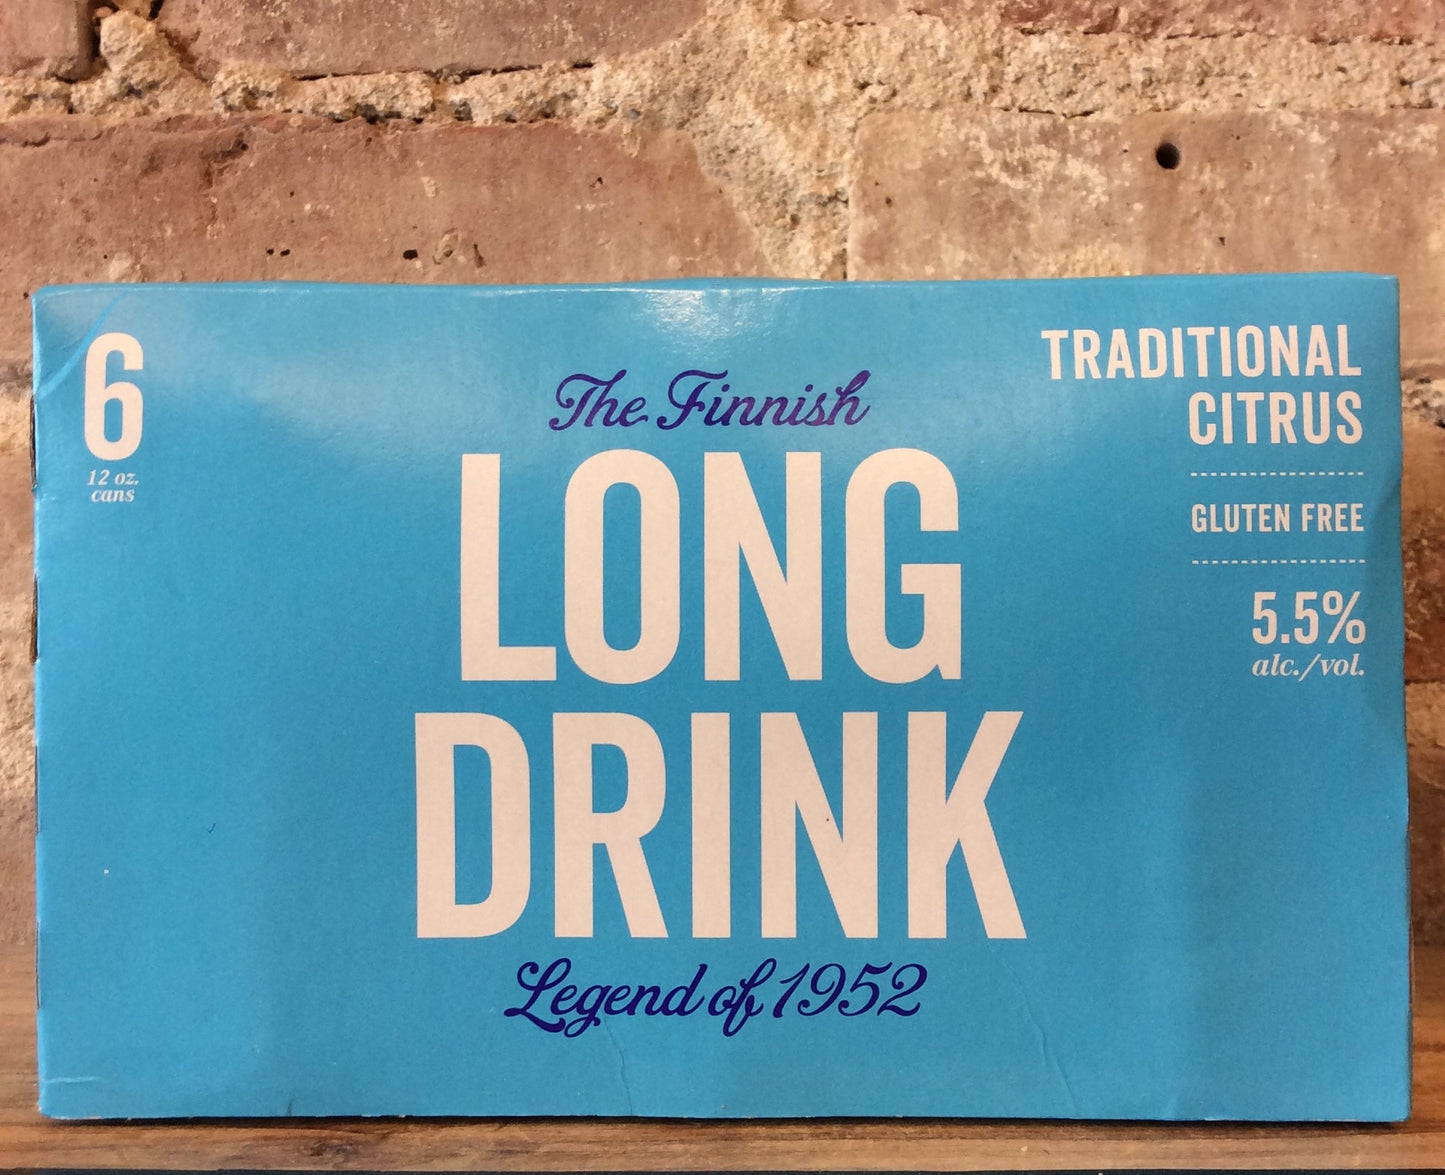 6
12 oz.
cans
The Finnish
LONG
DRINK
Legend of 1952
TRADITIONAL
CITRUS
GLUTEN FREE
5.5%
alc./vol.